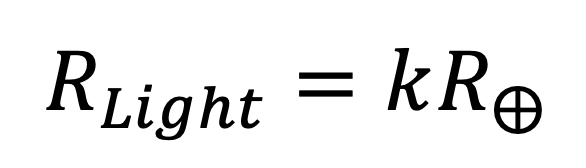 R_Light = kR_⊕